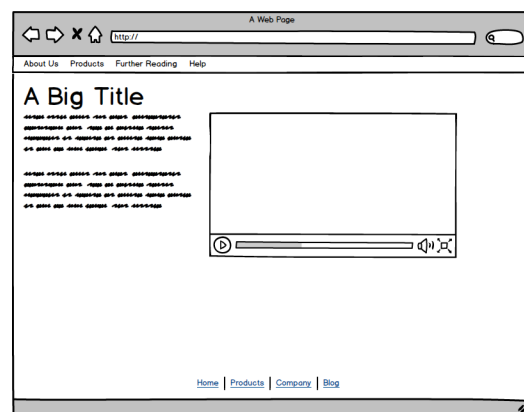 A Web Page
http://
About Us Products Further Reading Help
A Big Title
Home Products Company Blog